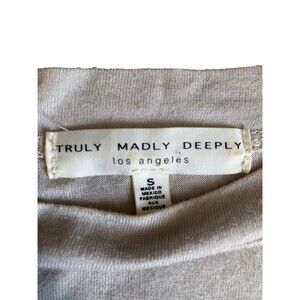 TRULY MADLY DEEPLY
los angeles
S
MADE IN
MEXICO
FABRIQUE
AUX
MEXIQUE